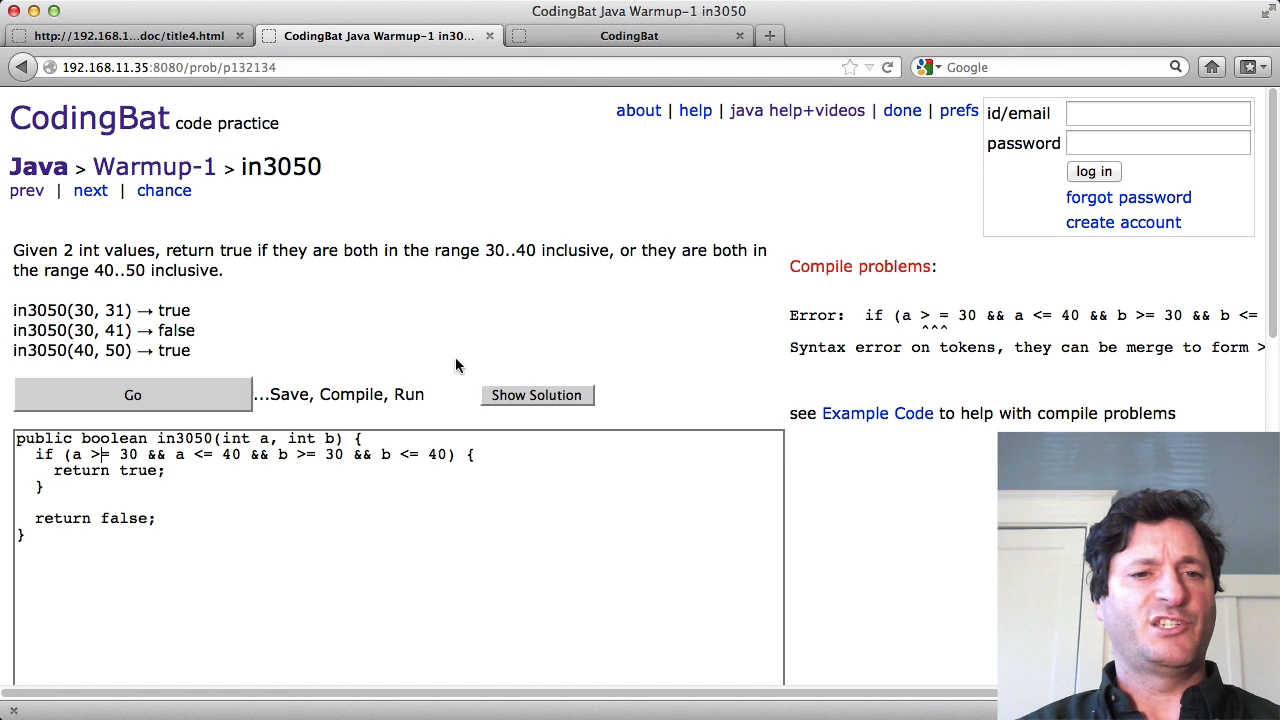 CodingBat Java Warmup-1 in3050
http://192.168.1...doc/title4.html
CodingBat Java Warmup-1 in30...
CodingBat
192.168.11.35:8080/prob/p132134
Google
CodingBat code practice
about | help | java help+videos | done | prefs
id/email
password
log in
forgot password
create account
Java > Warmup-1 > in3050
prev | next | chance
Given 2 int values, return true if they are both in the range 30..40 inclusive, or they are both in
the range 40..50 inclusive.
in3050(30, 31) → true
in3050(30, 41) → false
in3050(40, 50) → true
Go ...Save, Compile, Run Show Solution
public boolean in3050(int a, int b) {
if (a >= 30 && a <= 40 && b >= 30 && b <= 40) {
return true;
}
return false;
}
Compile problems:
Error: if (a > = 30 && a <= 40 && b >= 30 && b <=
^^^
Syntax error on tokens, they can be merge to form >
see Example Code to help with compile problems